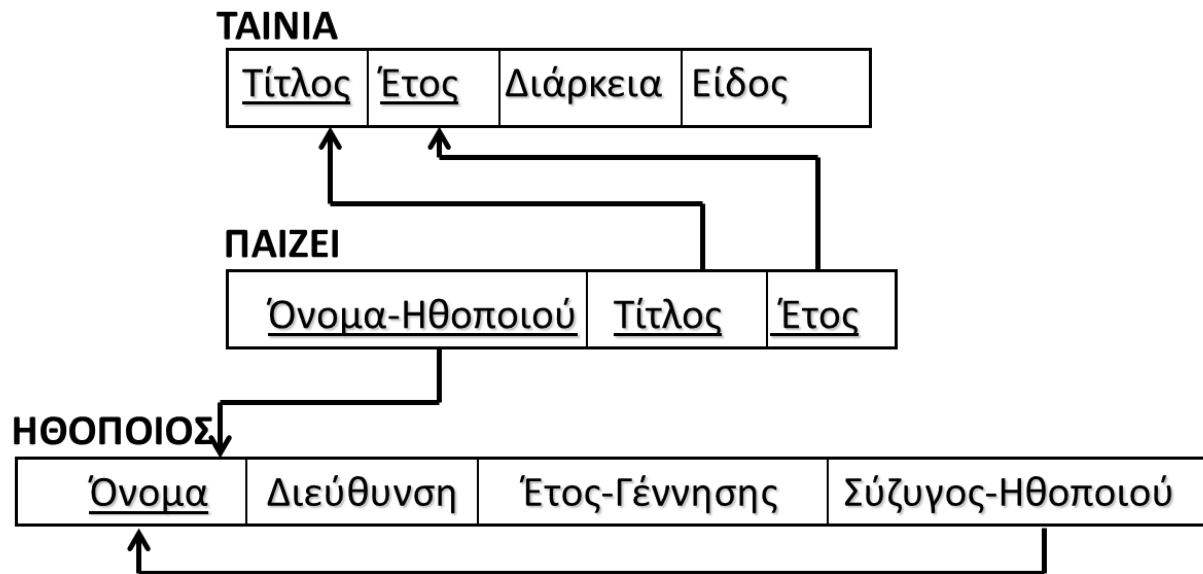 ΤΑΙΝΙΑ
Τίτλος Έτος Διάρκεια Είδος
ΠΑΙΖΕΙ
Όνομα-Ηθοποιού Τίτλος Έτος
ΗΘΟΠΟΙΟΣ
Όνομα Διεύθυνση Έτος-Γέννησης Σύζυγος-Ηθοποιού